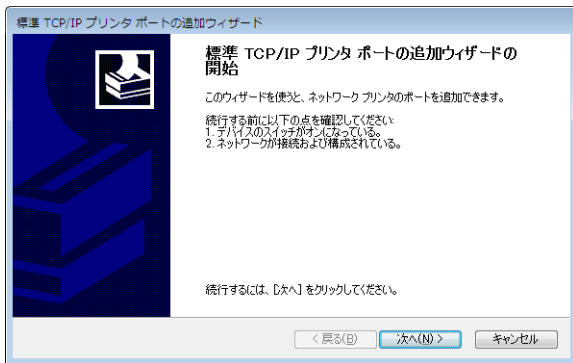 標準 TCP/IP プリンタ ポートの追加ウィザード
標準 TCP/IP プリンタ ポートの追加ウィザードの
開始
このウィザードを使うと、ネットワーク プリンタのポートを追加できます。
続行する前に以下の点を確認してください:
1. デバイスのスイッチがオンになっている。
2. ネットワークが接続および構成されている。
続行するには、[次へ] をクリックしてください。
< 戻る(B)
次へ(N) >
キャンセル